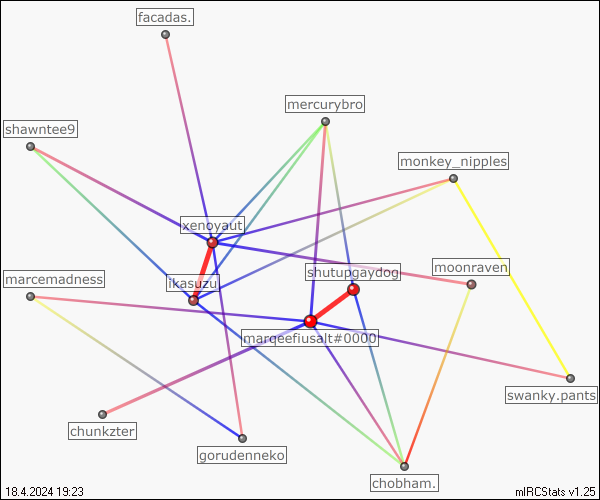 facadas.
mercurybro
shawntee9
monkey_nipples
xenoyaut
moonraven
shutupgaydog
marcemadness
ikasuzu
marqeefiusalt#0000
swanky.pants
chunkzter
gorudenneko
chobham.
18.4.2024 19:23
mIRCStats v1.25